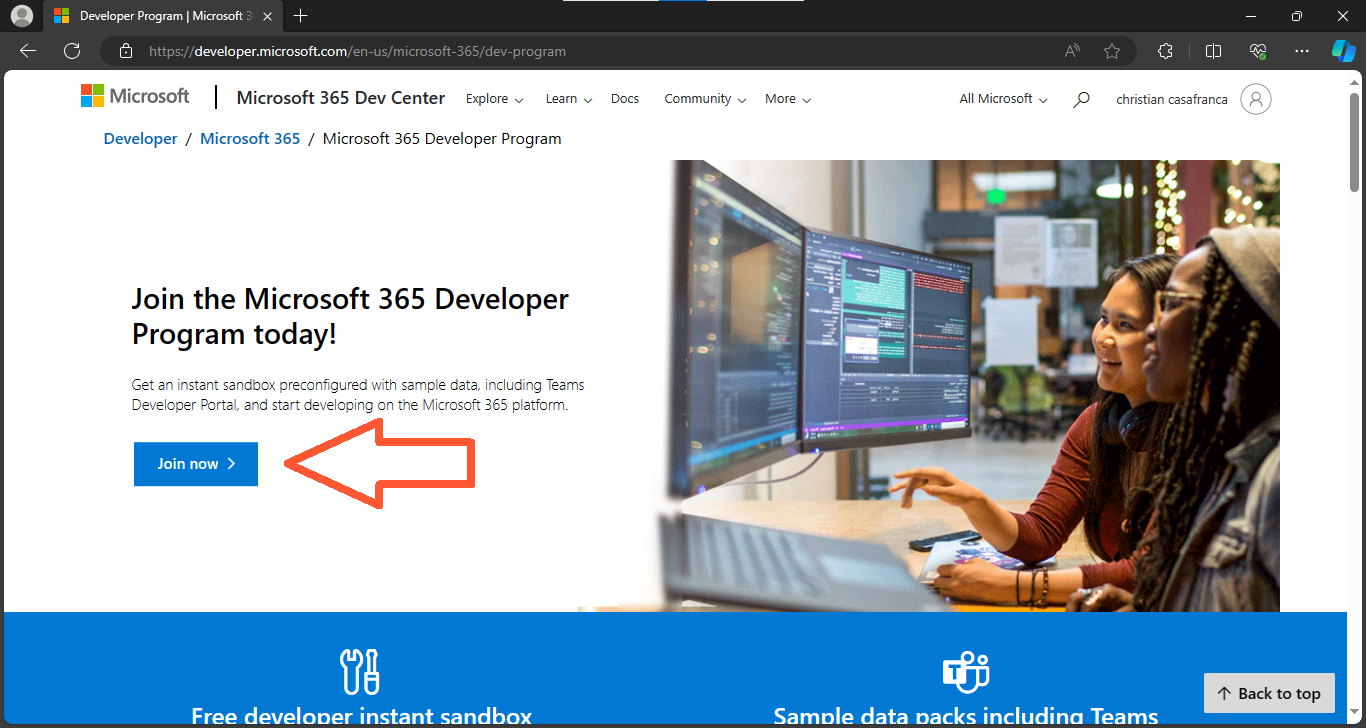 Developer Program | Microsoft 3
https://developer.microsoft.com/en-us/microsoft-365/dev-program
Microsoft
Microsoft 365 Dev Center
Explore
Learn
Docs
Community
More
All Microsoft
christian casafranca
Developer / Microsoft 365 / Microsoft 365 Developer Program
Join the Microsoft 365 Developer
Program today!
Get an instant sandbox preconfigured with sample data, including Teams
Developer Portal, and start developing on the Microsoft 365 platform.
Join now
T
Back to top
Free developer instant sandbox
Sample data packs including Teams